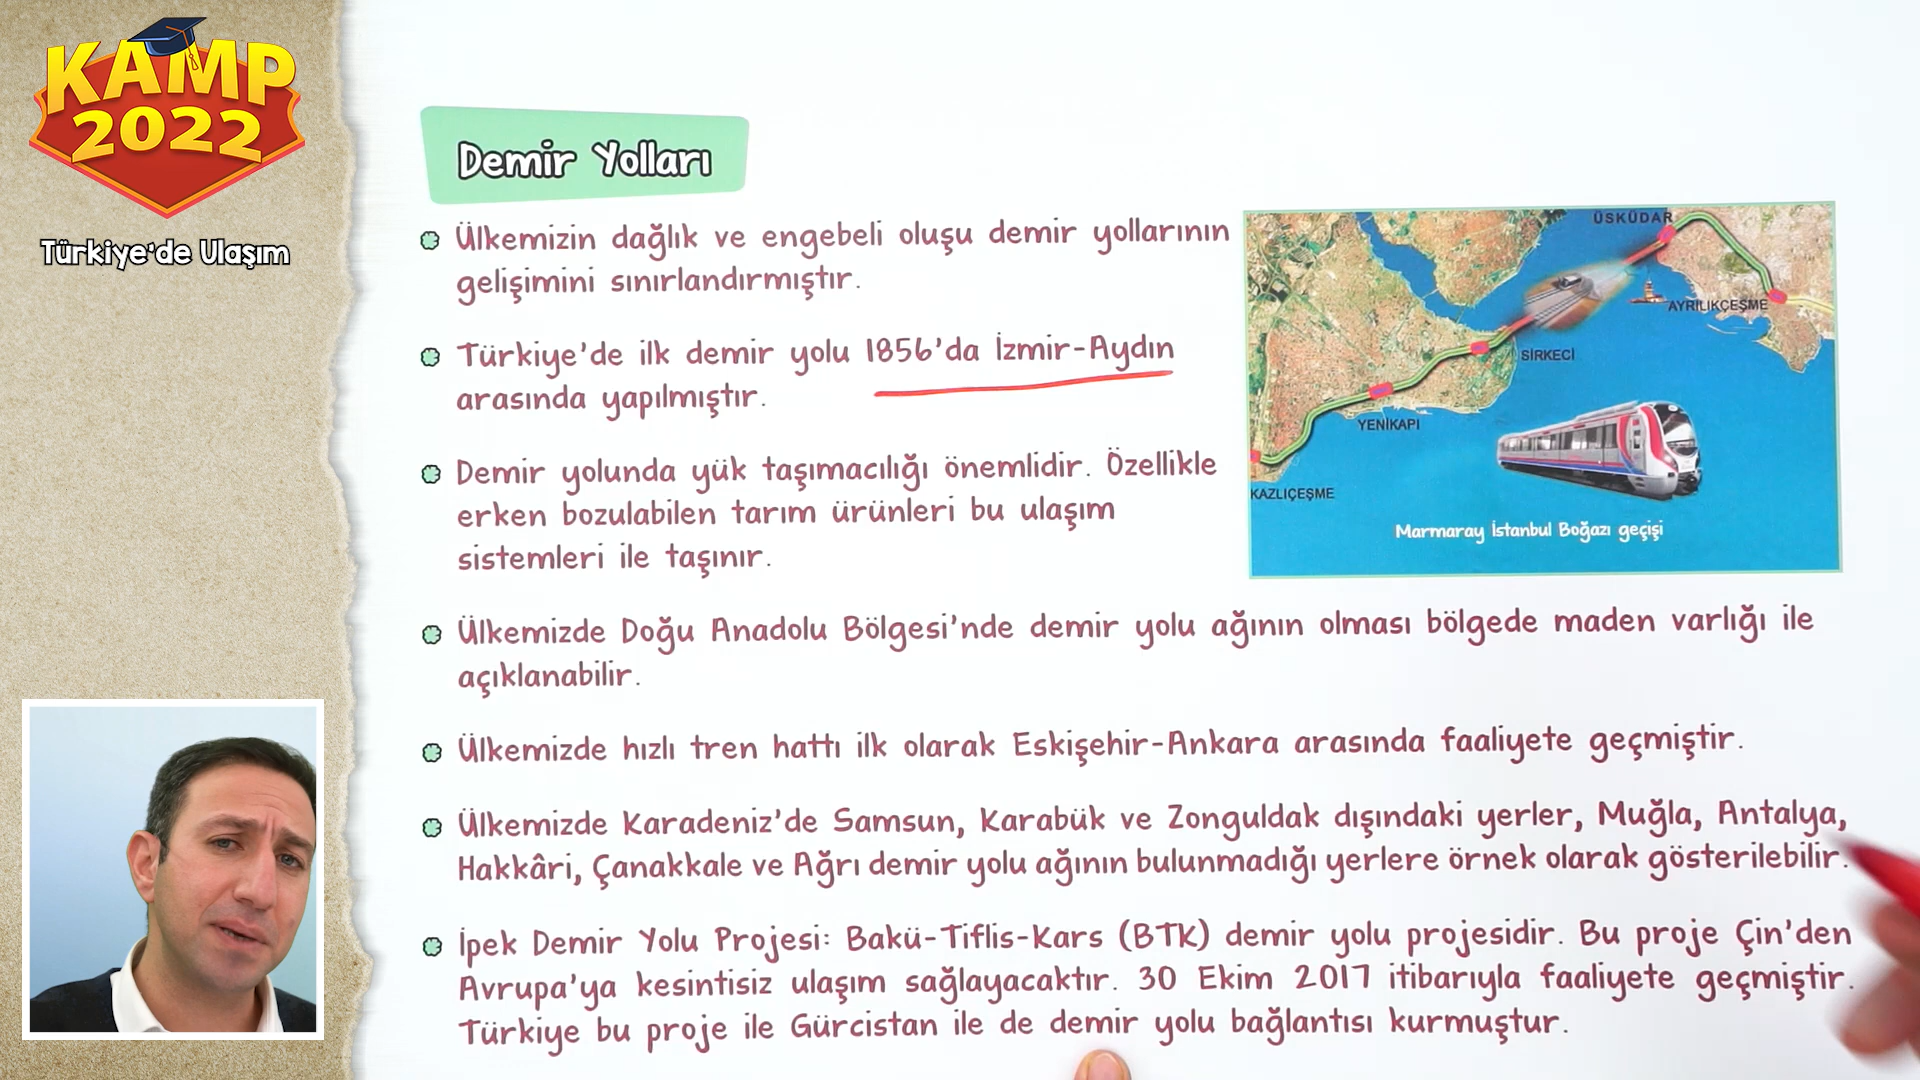 KAMP
2022
Türkiye'de Ulaşım
Demir Yolları
Ülkemizin dağlık ve engebeli oluşu demir yollarının
gelişimini sınırlandırmıştır.
Türkiye'de ilk demir yolu 1856'da İzmir-Aydın
arasında yapılmıştır.
Demir yolunda yük taşımacılığı önemlidir. Özellikle
erken bozulabilen tarım ürünleri bu ulaşım
sistemleri ile taşınır.
ÜSKÜDAR
AYRILIKÇEŞME
SİRKECİ
YENİKAPI
KAZLIÇEŞME
Marmaray İstanbul Boğazı geçişi
Ülkemizde Doğu Anadolu Bölgesi'nde demir yolu ağının olması bölgede maden varlığı ile
açıklanabilir.
Ülkemizde hızlı tren hattı ilk olarak Eskişehir-Ankara arasında faaliyete geçmiştir.
Ülkemizde Karadeniz'de Samsun, Karabük ve Zonguldak dışındaki yerler, Muğla, Antalya,
Hakkâri, Çanakkale ve Ağrı demir yolu ağının bulunmadığı yerlere örnek olarak gösterilebilir.
İpek Demir Yolu Projesi: Bakü-Tiflis-Kars (BTK) demir yolu projesidir. Bu proje Çin'den
Avrupa'ya kesintisiz ulaşım sağlayacaktır. 30 Ekim 2017 itibarıyla faaliyete geçmiştir.
Türkiye bu proje ile Gürcistan ile de demir yolu bağlantısı kurmuştur.